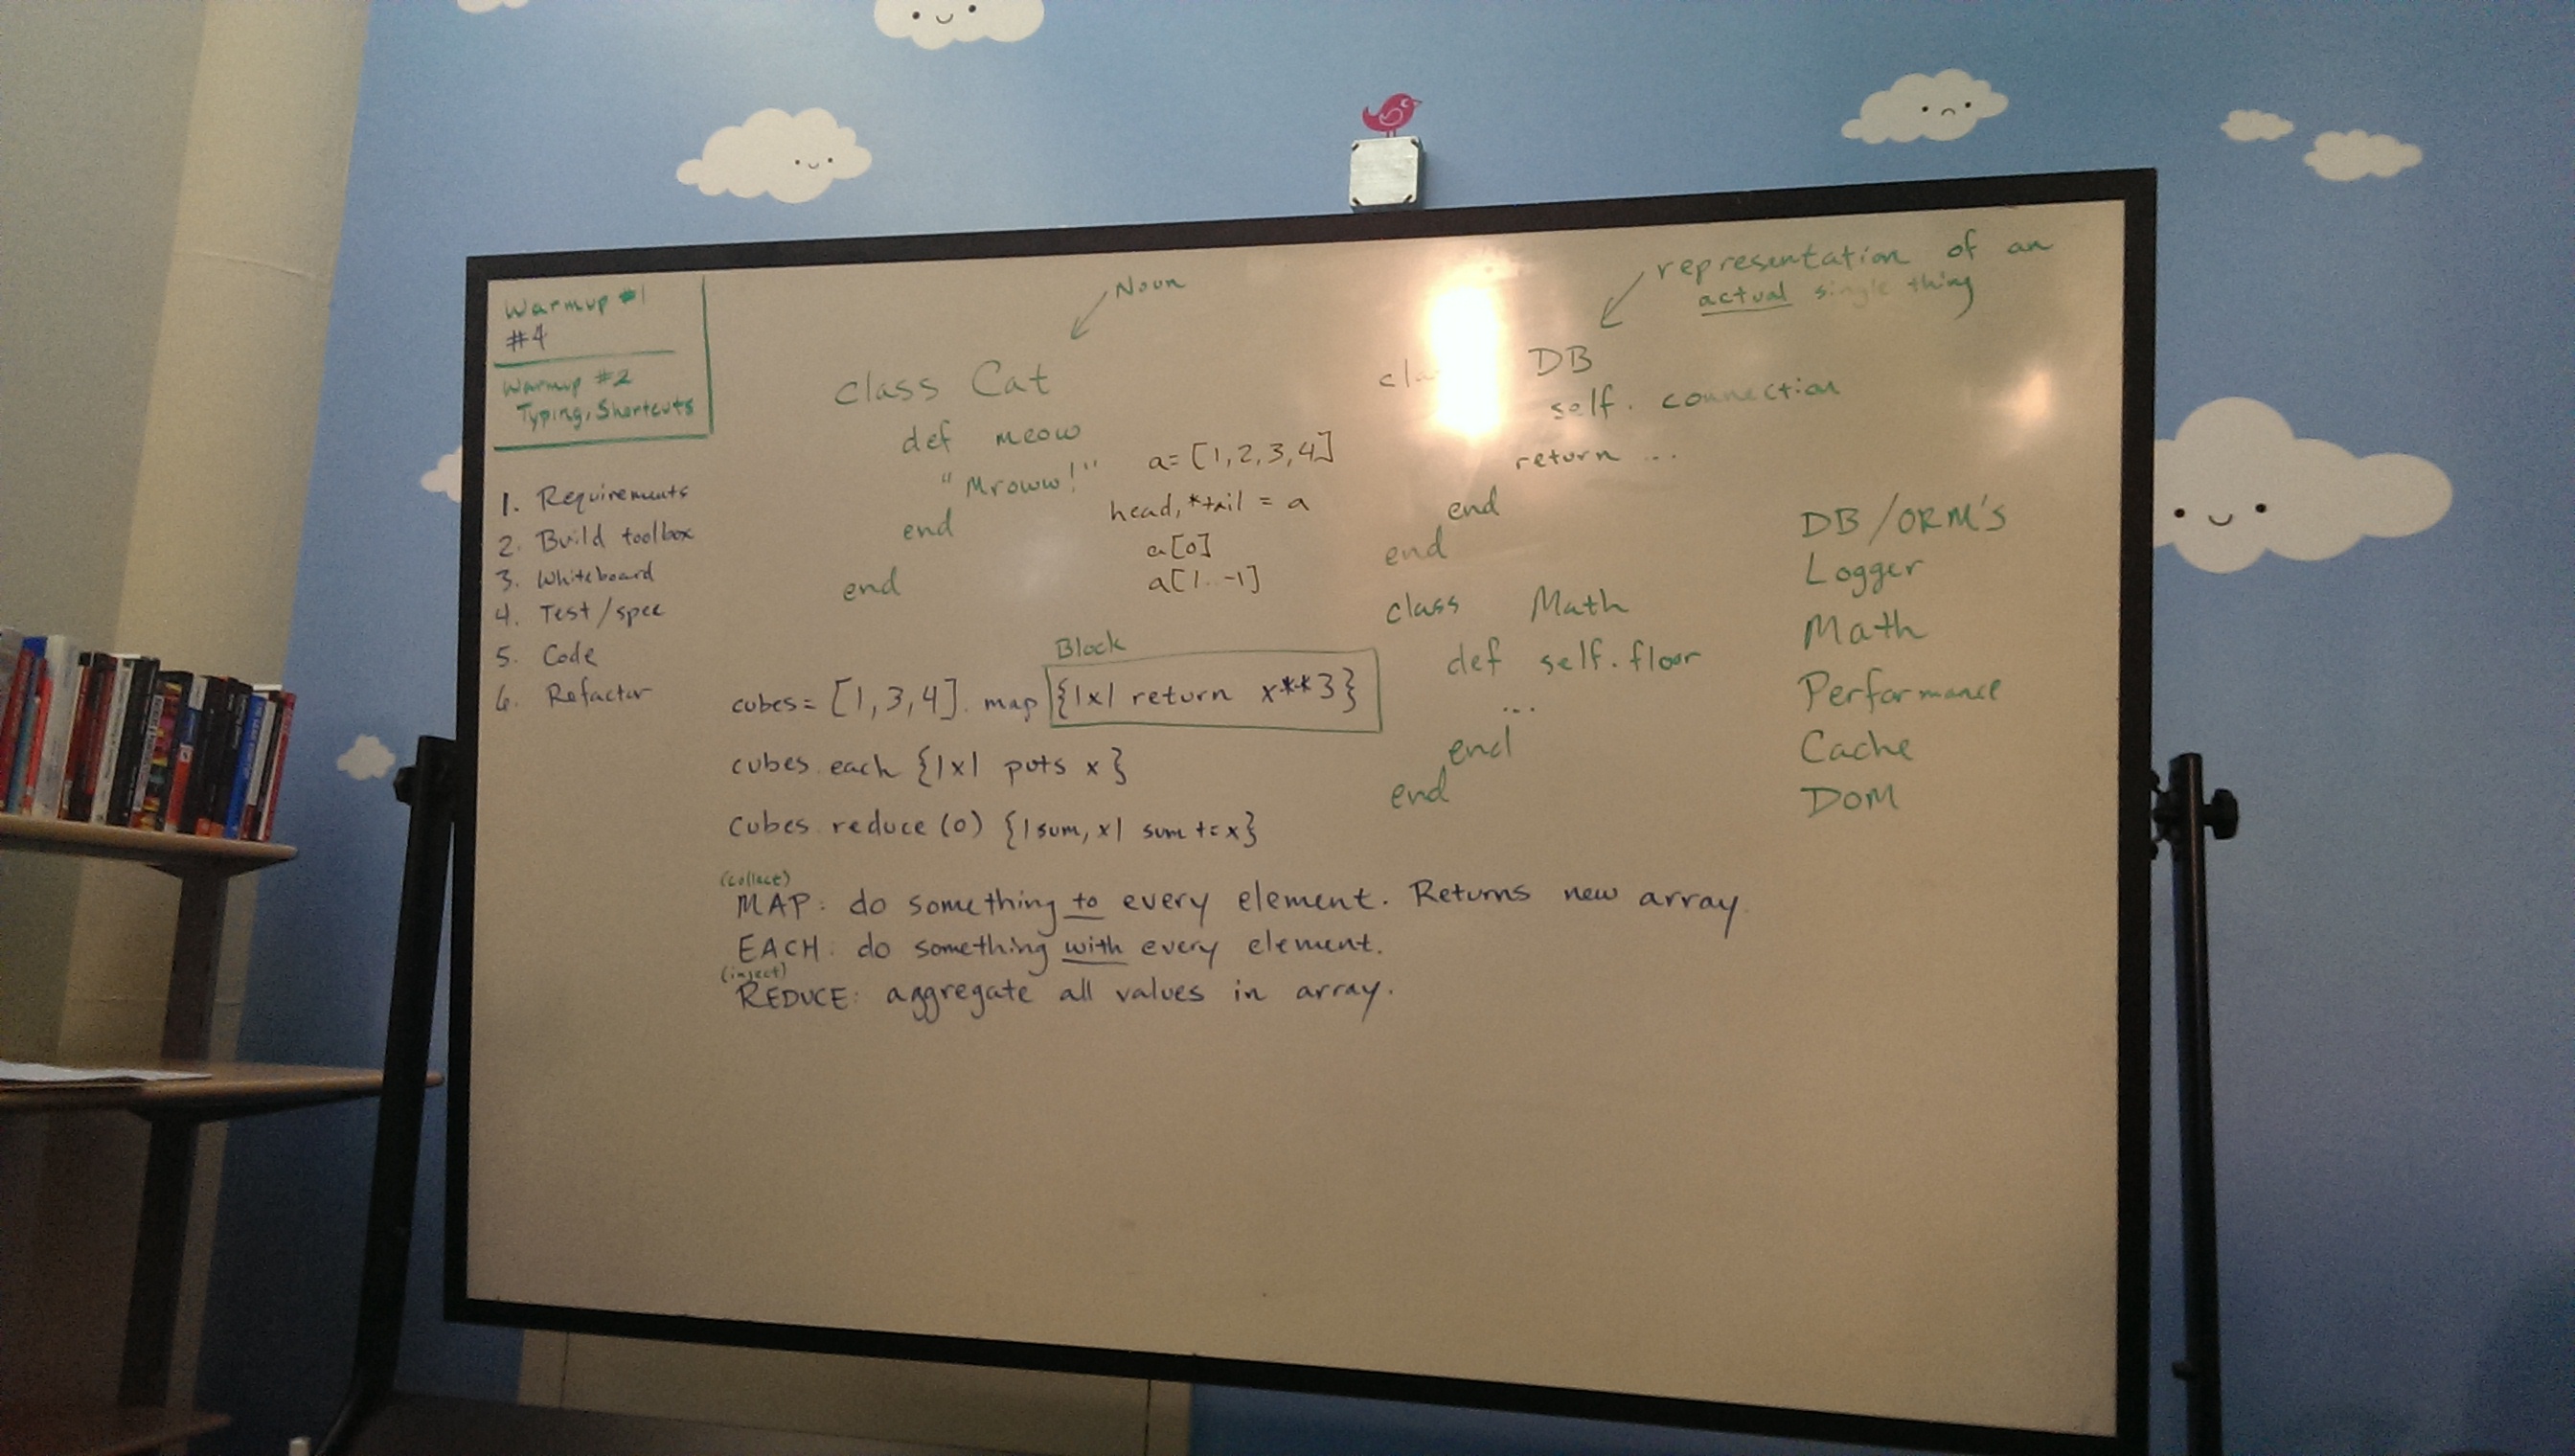 Warmup #1
#4
Warmup #2
Typing, Shortcuts
1. Requirements
2. Build toolbox
3. Whiteboard
4. Test/spec
5. Code
6. Refactor
Noun
class Cat
def meow
"Mroww!"
end
end
a= [1,2,3,4]
head, *tail = a
a[0]
a[1..-1]
representation of an
actual single thing
DB
self. connection
return ...
end
end
class Math
def self.floor
...
end
end
DB/ORM's
Logger
Math
Performance
Cache
DOM
Block
cubes= [1,3,4]. map {|x| return x**3}
cubes.each {|x| puts x}
cubes.reduce (0) {|sum, x| sum += x}
(collect)
MAP: do something to every element. Returns new array.
EACH: do something with every element.
(inject)
REDUCE: aggregate all values in array.